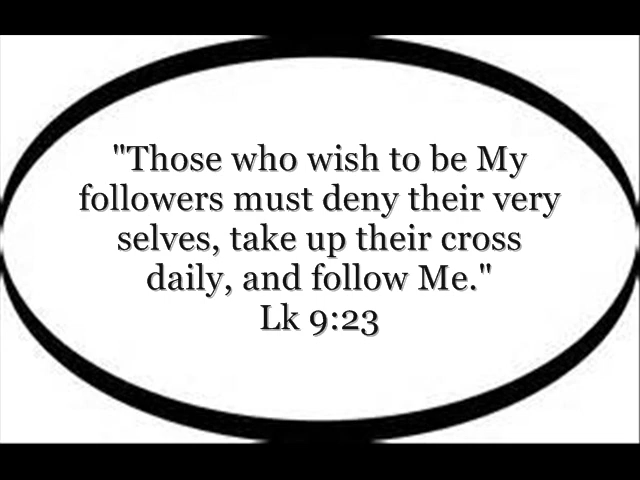 "Those who wish to be My
followers must deny their very
selves, take up their cross
daily, and follow Me."
Lk 9:23